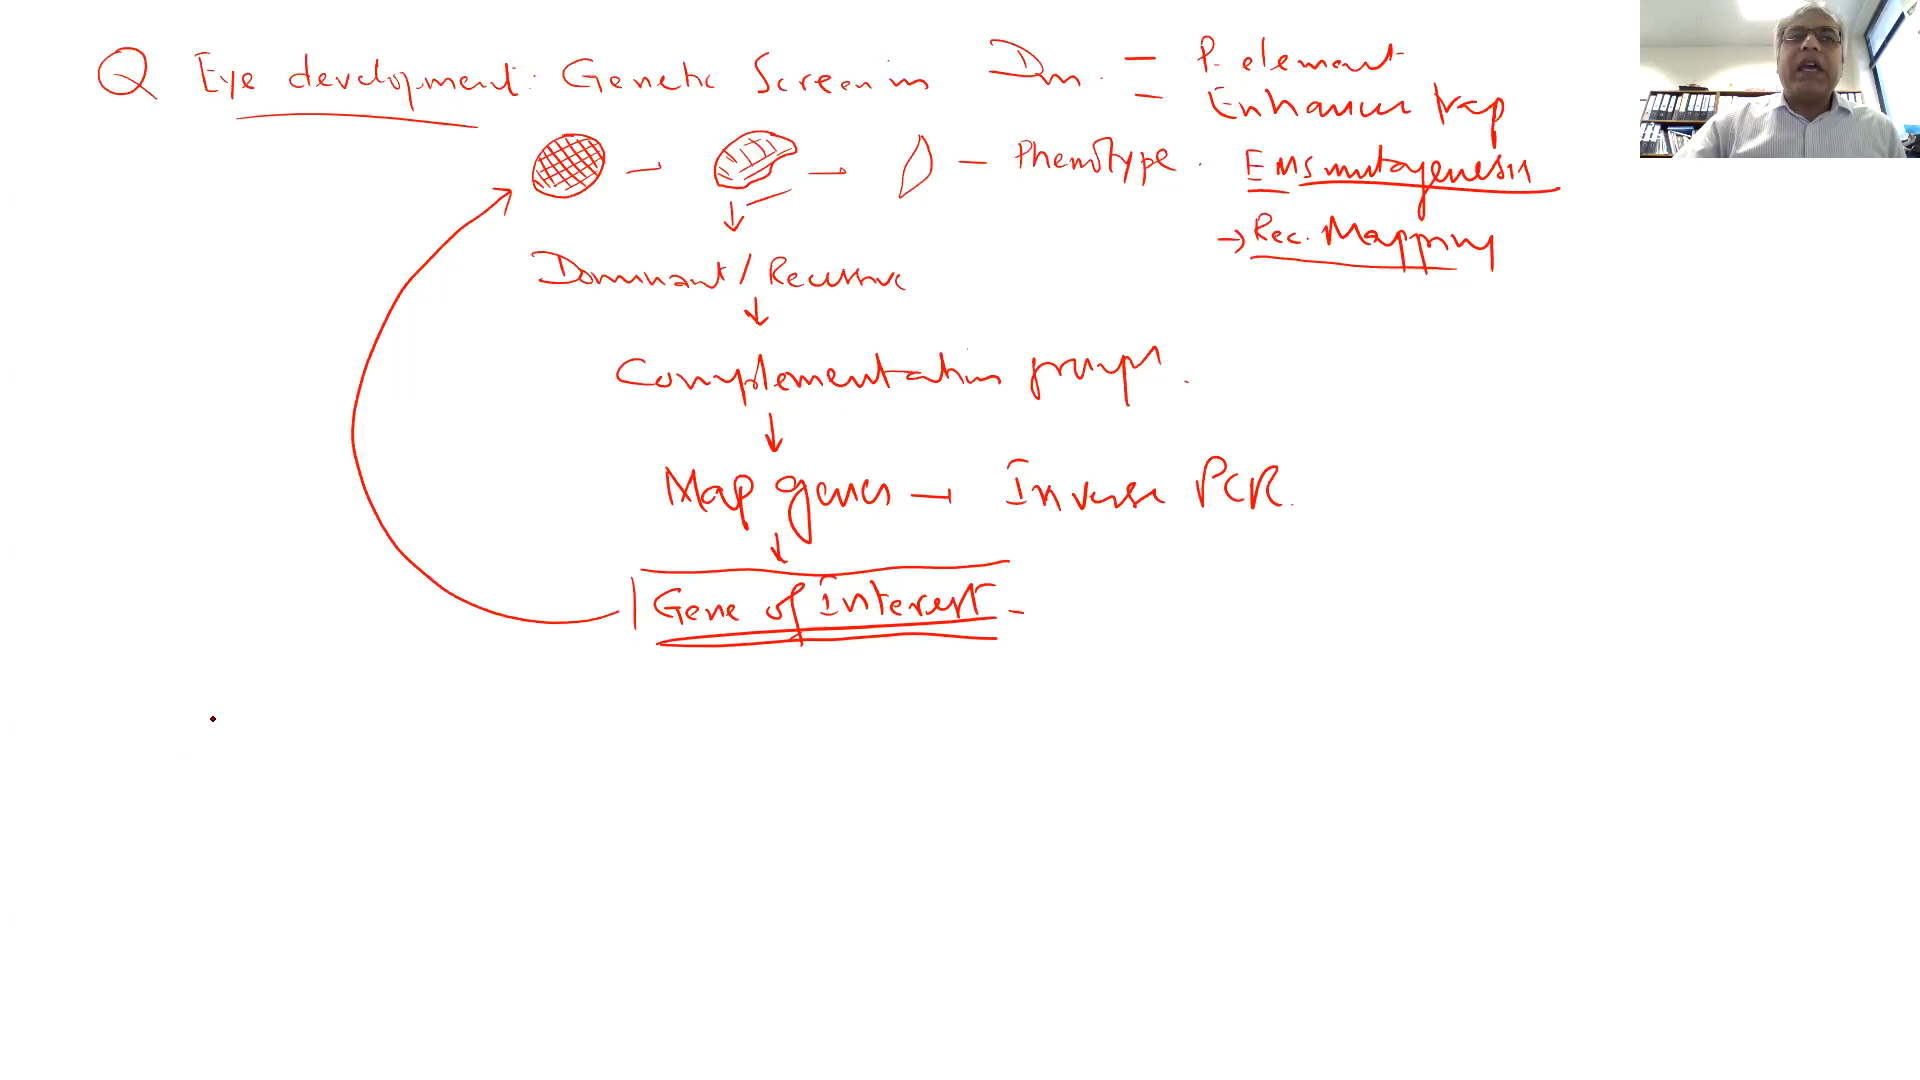 Q Eye development: Genetic Screen in Dm. – P-element
– Enhancer trap
– Phenotype. EMS mutagenesis
→ Rec. Mapping
Dominant / Recessive
Complementation groups.
Map genes → Inverse PCR.
Gene of Interest –